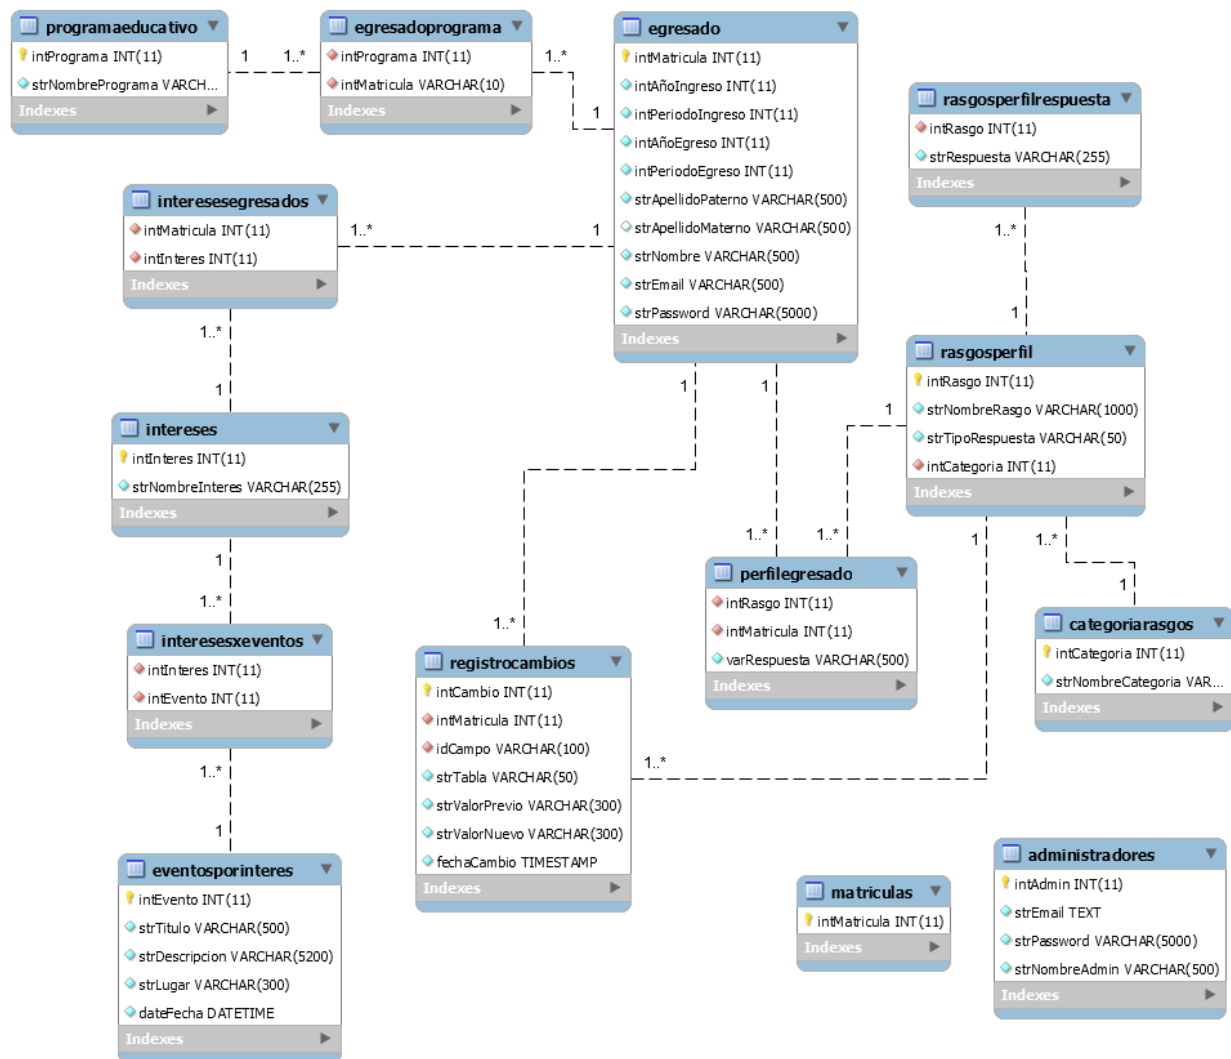 programaeducativo
intPrograma INT(11)
strNombrePrograma VARCH...
Indexes
1
1..*
egresadoprograma
intPrograma INT(11)
intMatricula VARCHAR(10)
Indexes
1..*
1
egresado
intMatricula INT(11)
intAñoIngreso INT(11)
intPeriodoIngreso INT(11)
intAñoEgreso INT(11)
intPeriodoEgreso INT(11)
strApellidoPaterno VARCHAR(500)
strApellidoMaterno VARCHAR(500)
strNombre VARCHAR(500)
strEmail VARCHAR(500)
strPassword VARCHAR(5000)
Indexes
rasgosperfilrespuesta
intRasgo INT(11)
strRespuesta VARCHAR(255)
Indexes
1..*
1
interesesegresados
intMatricula INT(11)
intInteres INT(11)
Indexes
1..*
1
1..*
1
rasgosperfil
intRasgo INT(11)
strNombreRasgo VARCHAR(1000)
strTipoRespuesta VARCHAR(50)
intCategoria INT(11)
Indexes
1
1
1
intereses
intInteres INT(11)
strNombreInteres VARCHAR(255)
Indexes
1
1..*
1..*
1..*
1
1..*
1
perfilegresado
intRasgo INT(11)
intMatricula INT(11)
varRespuesta VARCHAR(500)
Indexes
categoriarasgos
intCategoria INT(11)
strNombreCategoria VAR...
Indexes
interesesxeventos
intInteres INT(11)
intEvento INT(11)
Indexes
1..*
1
1..*
registrocambios
intCambio INT(11)
intMatricula INT(11)
idCampo VARCHAR(100)
strTabla VARCHAR(50)
strValorPrevio VARCHAR(300)
strValorNuevo VARCHAR(300)
fechaCambio TIMESTAMP
Indexes
1..*
eventosporinteres
intEvento INT(11)
strTitulo VARCHAR(500)
strDescripcion VARCHAR(5200)
strLugar VARCHAR(300)
dateFecha DATETIME
Indexes
matriculas
intMatricula INT(11)
Indexes
administradores
intAdmin INT(11)
strEmail TEXT
strPassword VARCHAR(5000)
strNombreAdmin VARCHAR(500)
Indexes